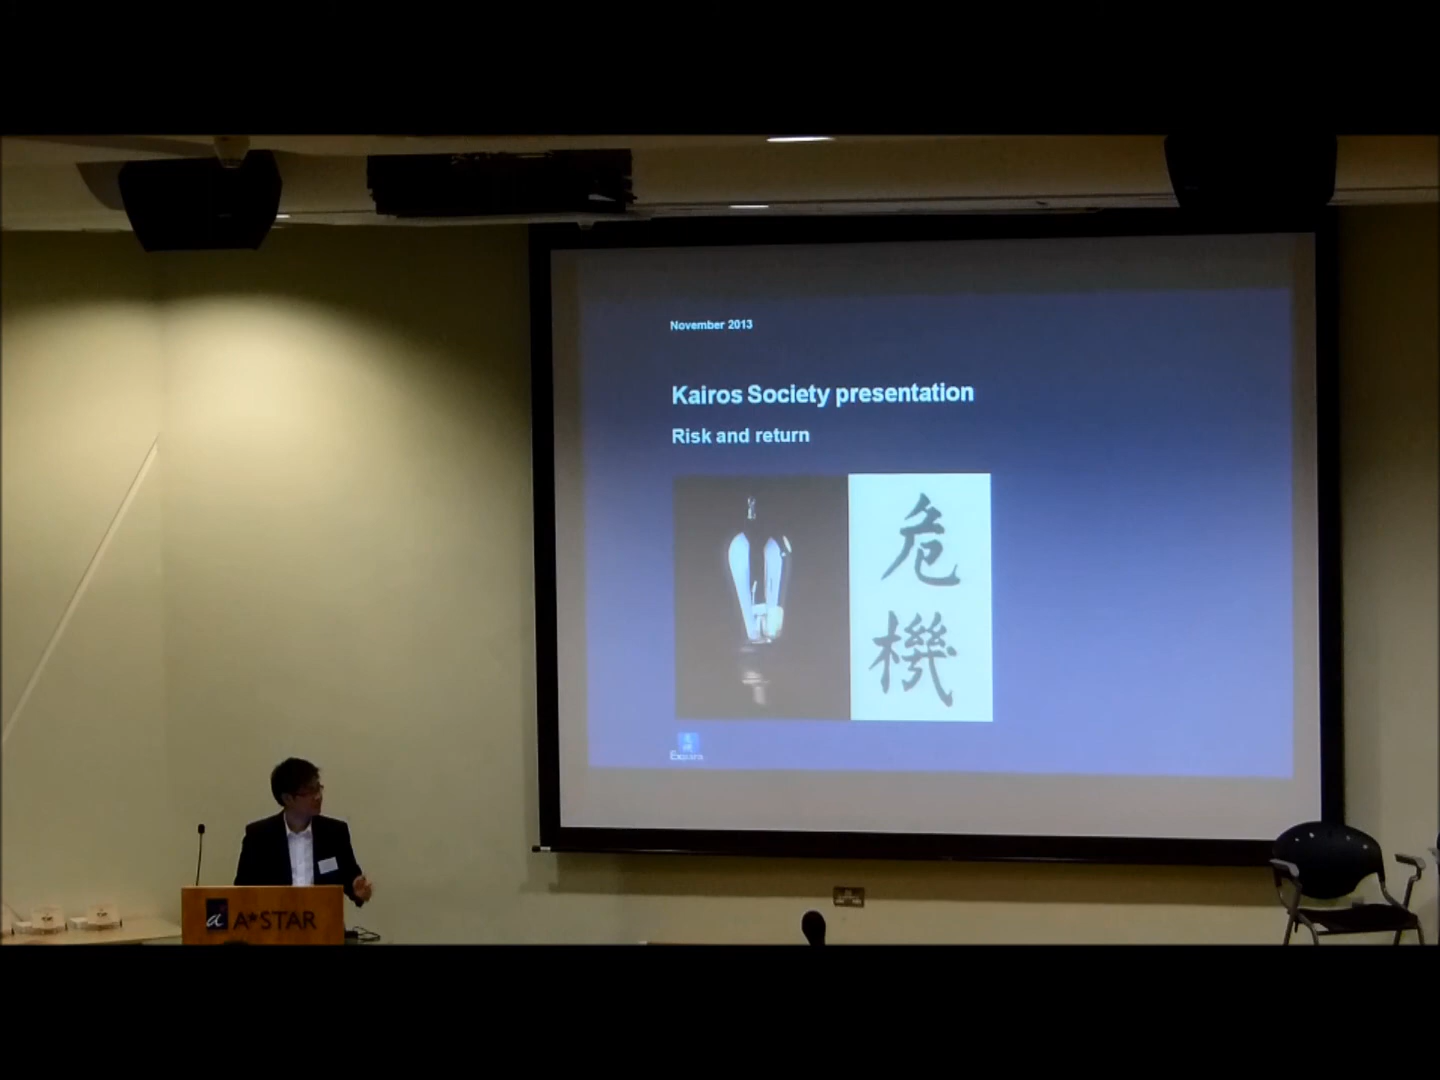 November 2013
Kairos Society presentation
Risk and return
危
機
a A*STAR